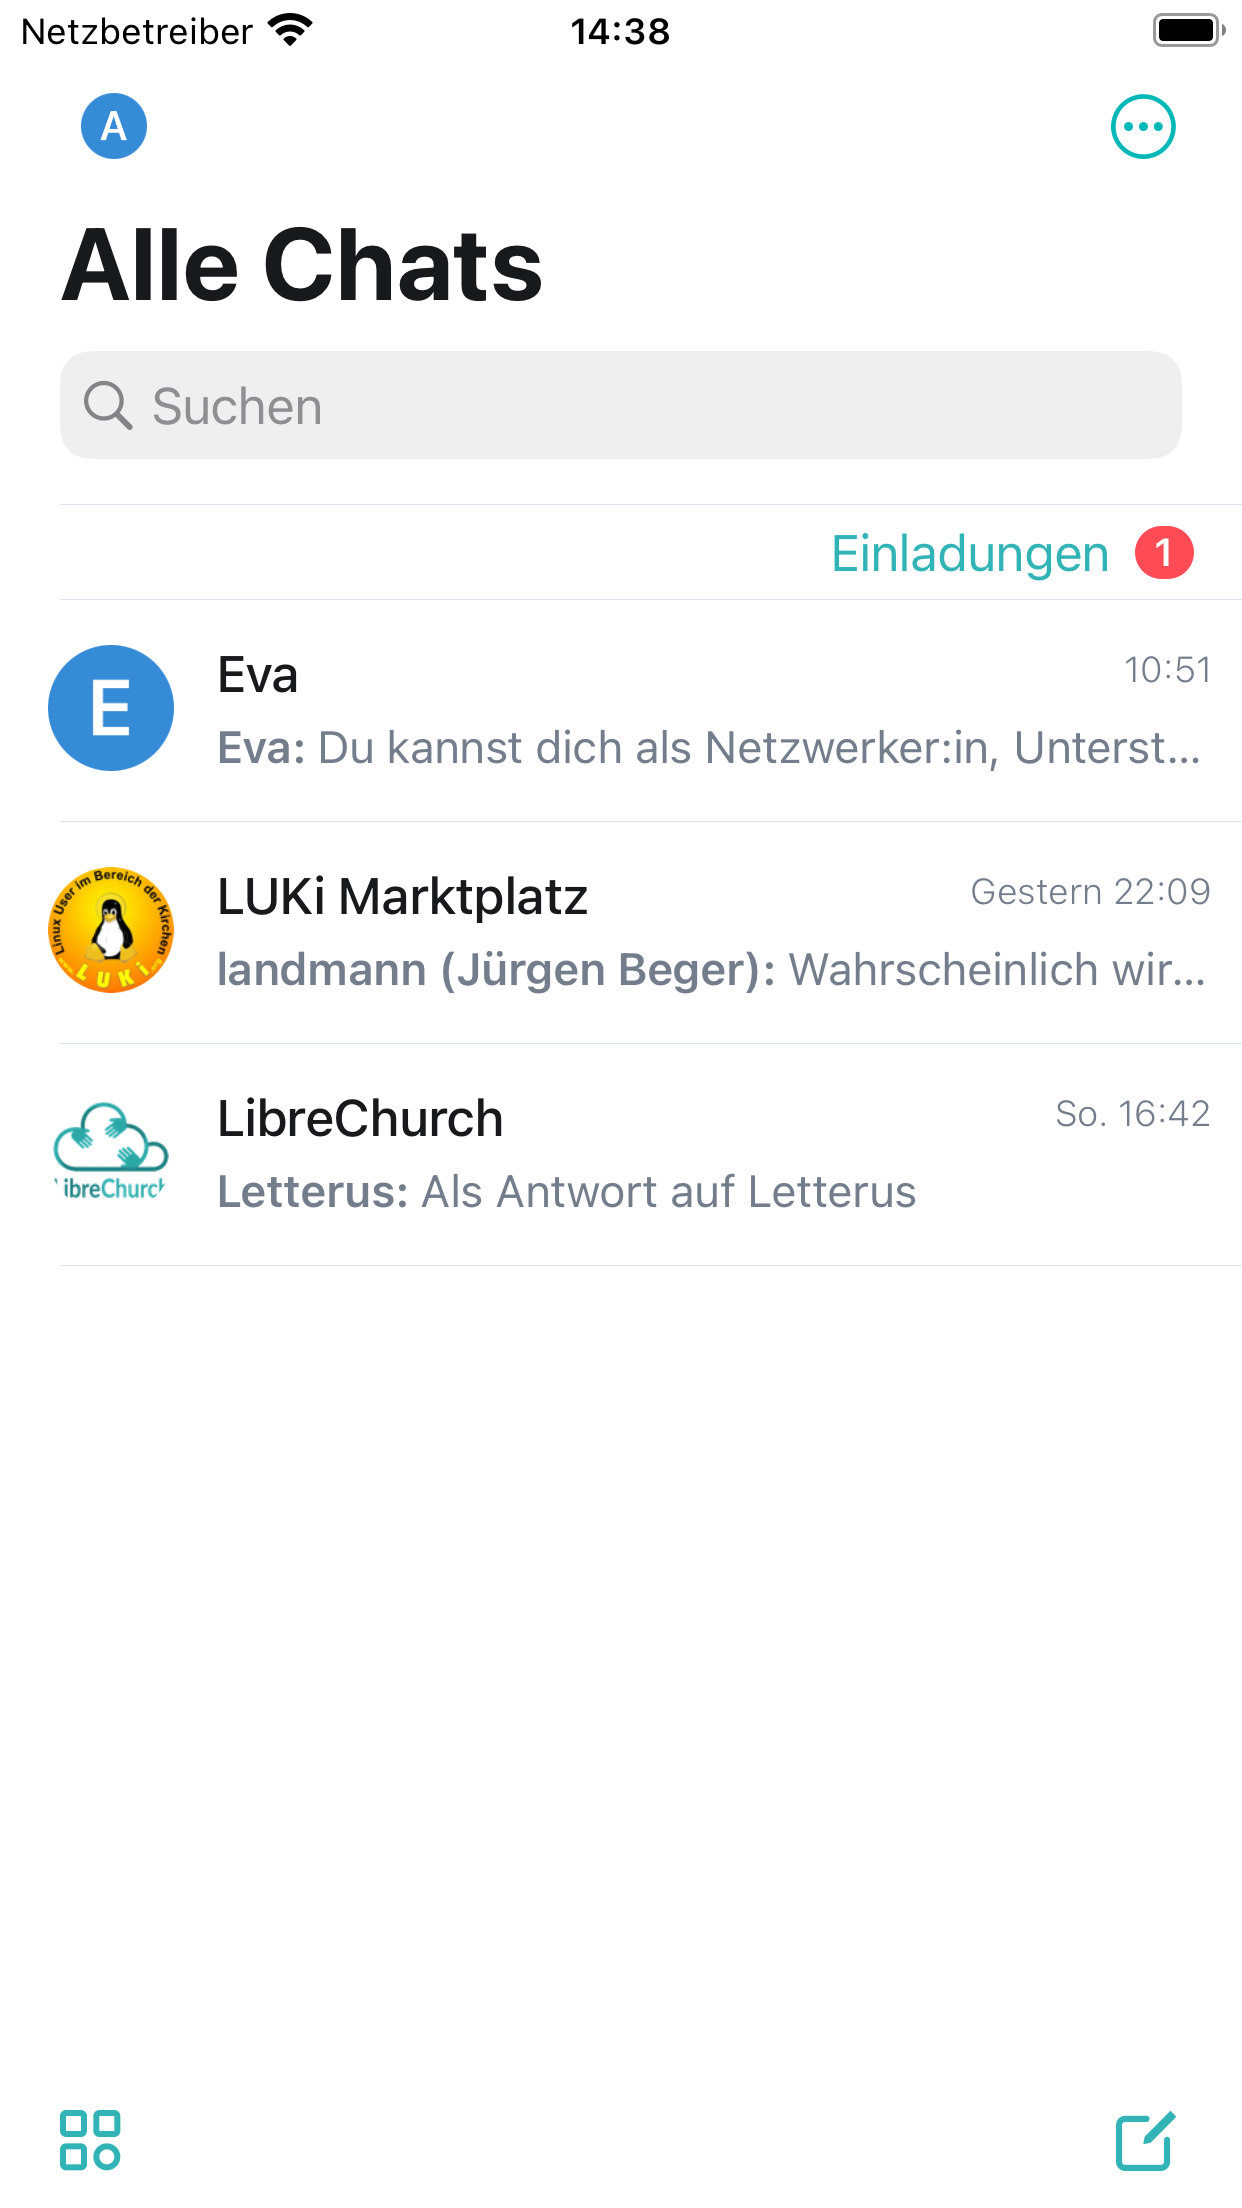 Netzbetreiber 14:38
A
Alle Chats
Suchen
Einladungen 1
E
Eva 10:51
Eva: Du kannst dich als Netzwerker:in, Unterst...
Linux User im Bereich der Kirchen
LUKi
LUKi Marktplatz Gestern 22:09
landmann (Jürgen Beger): Wahrscheinlich wir...
LibreChurch
LibreChurch So. 16:42
Letterus: Als Antwort auf Letterus